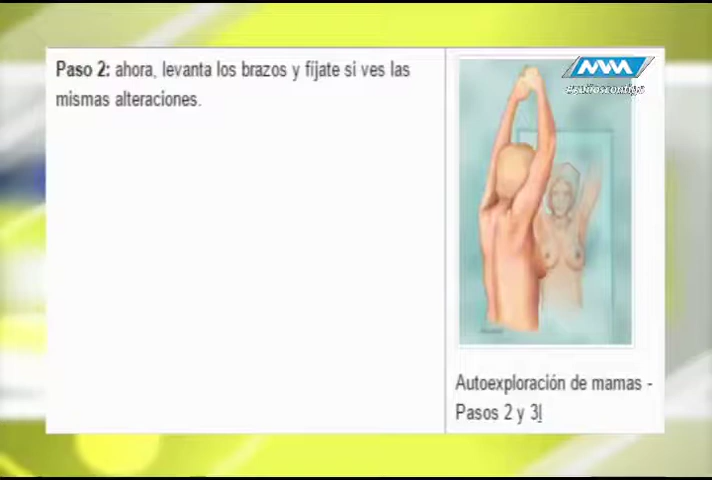 Paso 2: ahora, levanta los brazos y fíjate si ves las
mismas alteraciones.
Autoexploración de mamas -
Pasos 2 y 3